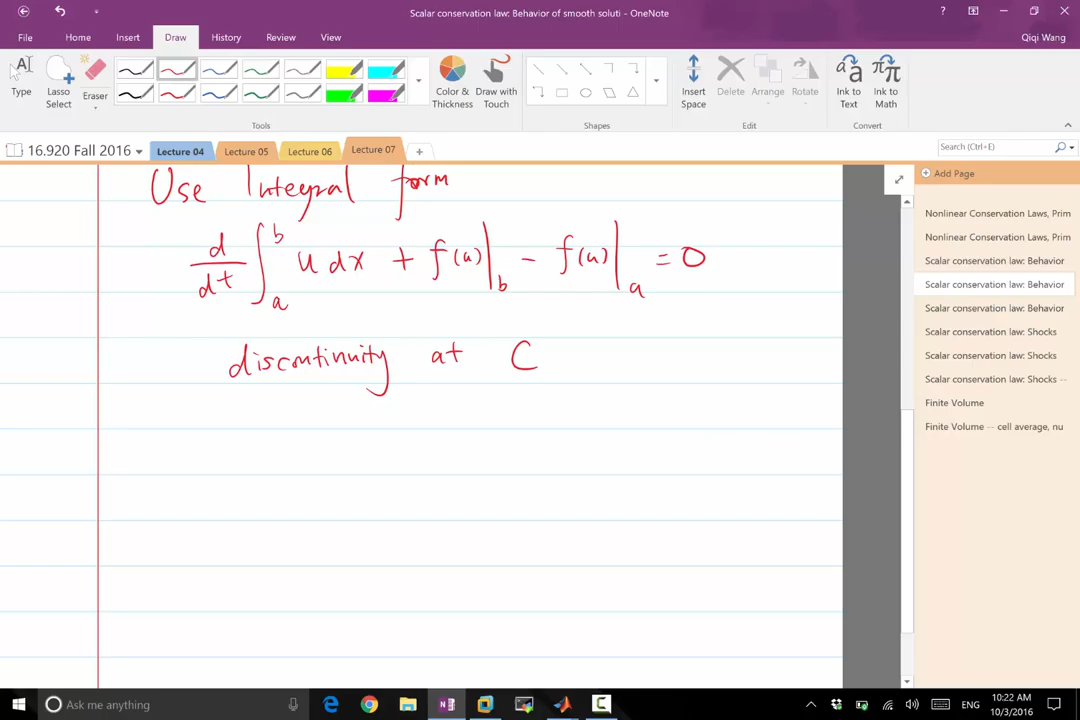 Scalar conservation law: Behavior of smooth soluti - OneNote
?
File Home Insert Draw History Review View
Qiqi Wang
Type
Lasso Select
Eraser
Color & Thickness
Draw with Touch
Insert Space
Delete
Arrange
Rotate
Ink to Text
Ink to Math
Tools
Shapes
Edit
Convert
16.920 Fall 2016
Lecture 04
Lecture 05
Lecture 06
Lecture 07
Search (Ctrl+E)
Add Page
Nonlinear Conservation Laws, Prim
Nonlinear Conservation Laws, Prim
Scalar conservation law: Behavior
Scalar conservation law: Behavior
Scalar conservation law: Behavior
Scalar conservation law: Shocks
Scalar conservation law: Shocks
Scalar conservation law: Shocks --
Finite Volume
Finite Volume -- cell average, nu
Use Integral form
d/dt ∫_a^b u dx + f(u)|_b - f(u)|_a = 0
discontinuity at C
Ask me anything
ENG
10:22 AM
10/3/2016